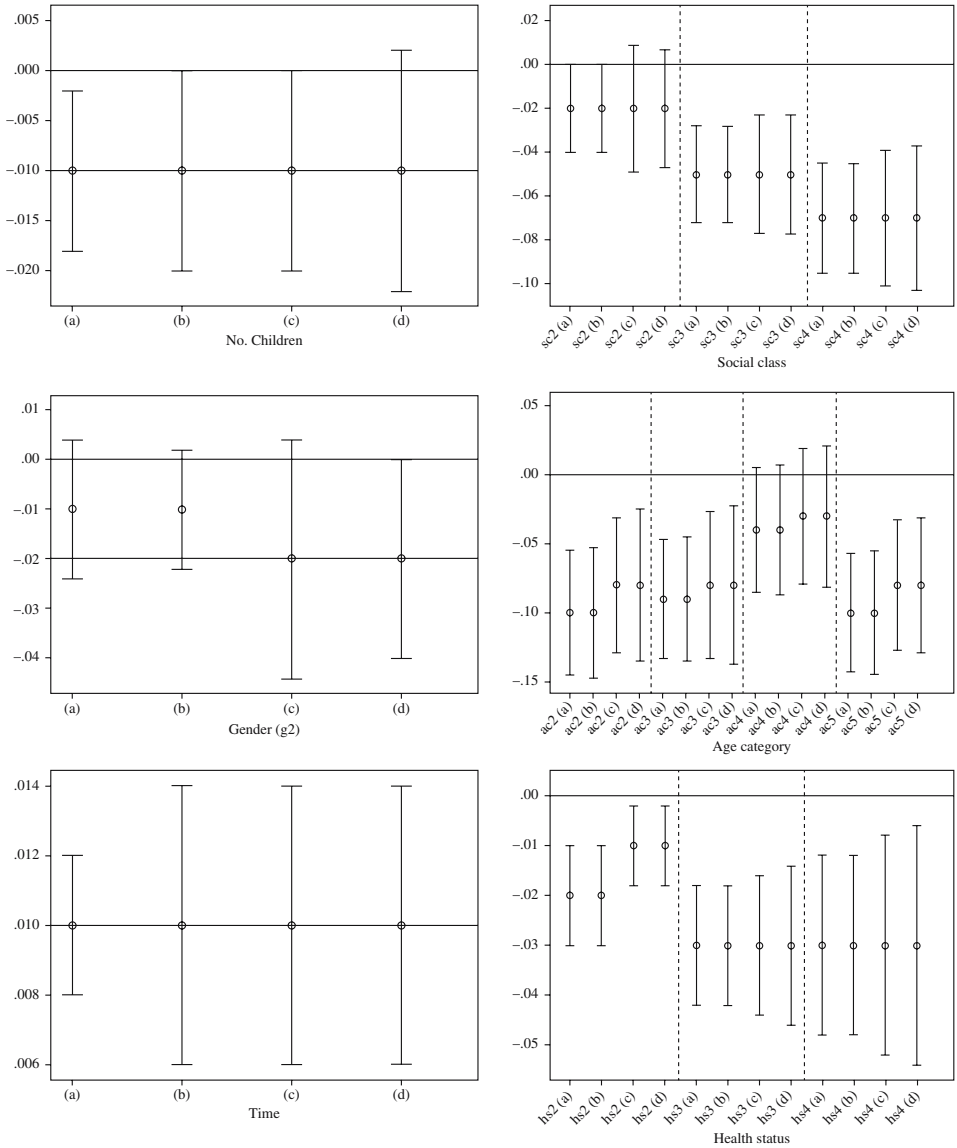 .005
.000
−.005
−.010
−.015
−.020
(a) (b) (c) (d)
No. Children
.02
.00
−.02
−.04
−.06
−.08
−.10
sc2 (a) sc2 (b) sc2 (c) sc2 (d) sc3 (a) sc3 (b) sc3 (c) sc3 (d) sc4 (a) sc4 (b) sc4 (c) sc4 (d)
Social class
.01
.00
−.01
−.02
−.03
−.04
(a) (b) (c) (d)
Gender (g2)
.05
.00
−.05
−.10
−.15
ac2 (a) ac2 (b) ac2 (c) ac2 (d) ac3 (a) ac3 (b) ac3 (c) ac3 (d) ac4 (a) ac4 (b) ac4 (c) ac4 (d) ac5 (a) ac5 (b) ac5 (c) ac5 (d)
Age category
.014
.012
.010
.008
.006
(a) (b) (c) (d)
Time
.00
−.01
−.02
−.03
−.04
−.05
hs2 (a) hs2 (b) hs2 (c) hs2 (d) hs3 (a) hs3 (b) hs3 (c) hs3 (d) hs4 (a) hs4 (b) hs4 (c) hs4 (d)
Health status